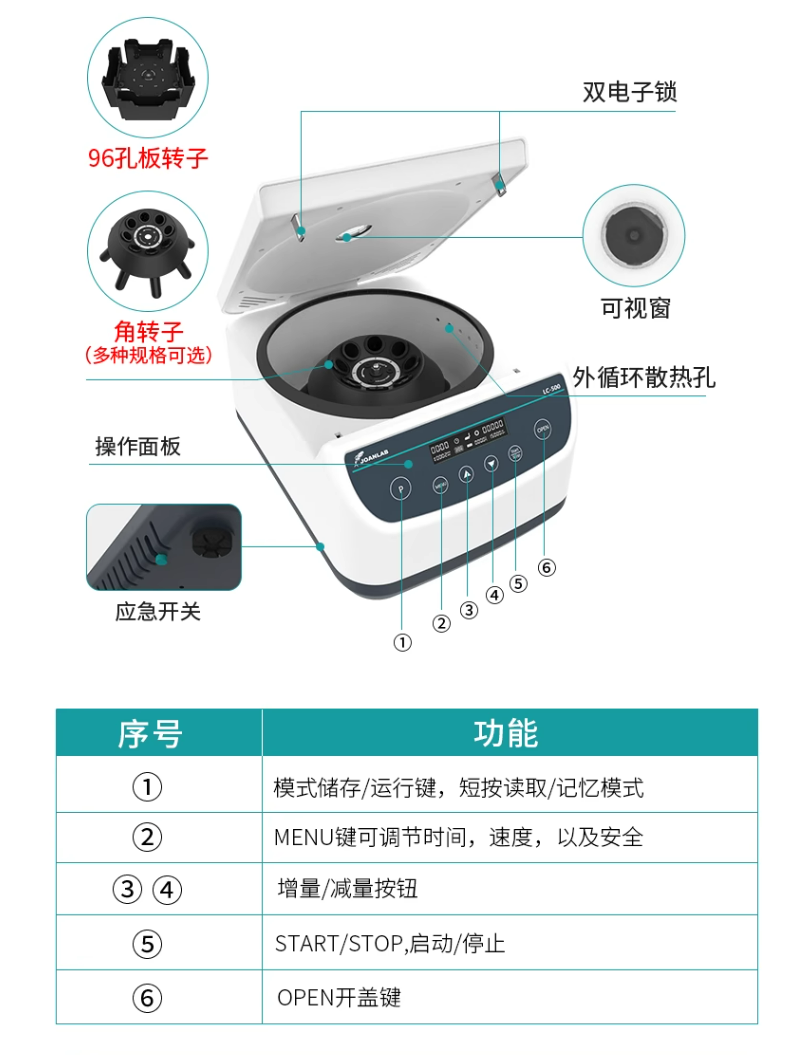 双电子锁
96孔板转子
可视窗
角转子
(多种规格可选)
外循环散热孔
LC-500
操作面板
JOANLAB
P
MENU
OPEN
应急开关
①
②
③
④
⑤
⑥
序号 功能
① 模式储存/运行键，短按读取/记忆模式
② MENU键可调节时间，速度，以及安全
③ ④ 增量/减量按钮
⑤ START/STOP,启动/停止
⑥ OPEN开盖键